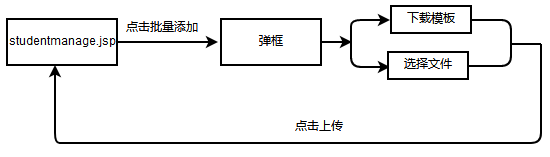 studentmanage.jsp
点击批量添加
弹框
下载模板
选择文件
点击上传